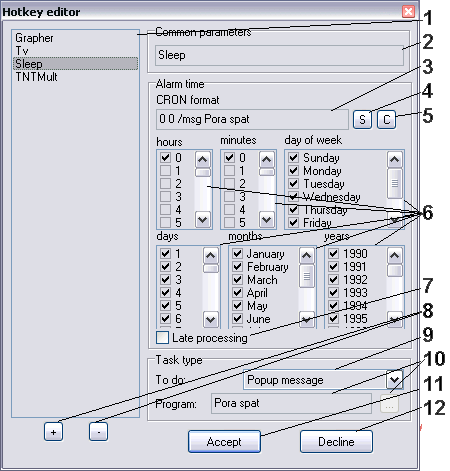 Hotkey editor
1
Grapher
Tv
Sleep
TNTMult
Common parameters
Sleep
2
3
Alarm time
CRON format
0 0 /msg Pora spat
S
C
4
5
hours
minutes
day of week
0
1
2
3
4
5
0
1
2
3
4
5
Sunday
Monday
Tuesday
Wednesday
Thursday
Friday
6
days
months
years
1
2
3
4
5
6
January
February
March
April
May
June
1990
1991
1992
1993
1994
1995
7
Late processing
8
Task type
9
To do:
Popup message
10
Program:
Pora spat
...
11
12
+
-
Accept
Decline